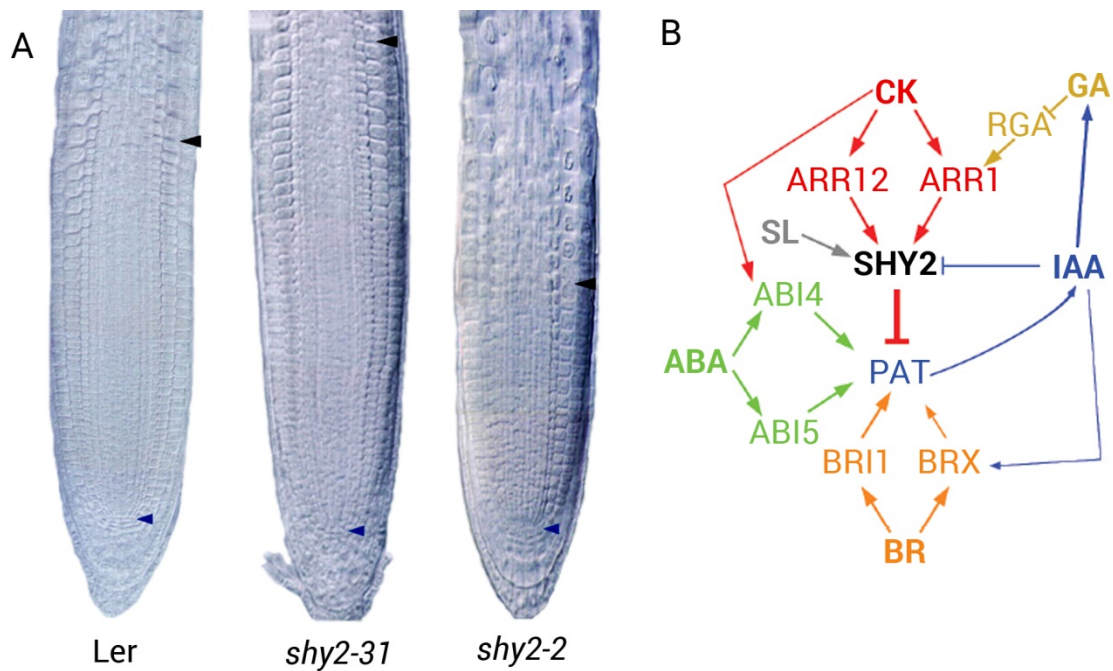 A
Ler
shy2-31
shy2-2
B
CK
GA
RGA
ARR12
ARR1
SL
SHY2
IAA
ABI4
ABA
PAT
ABI5
BRI1
BRX
BR